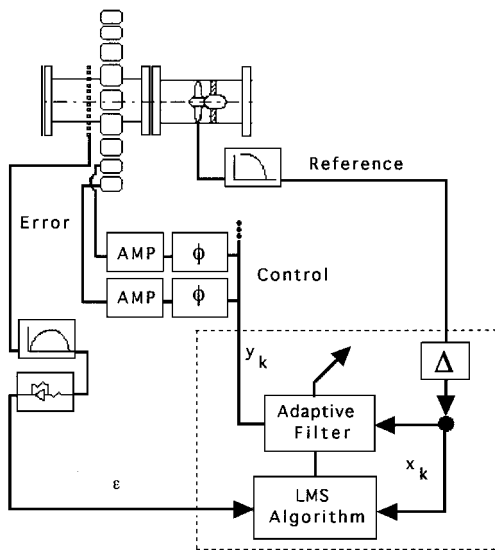 Reference
Error
AMP
ϕ
Control
AMP
ϕ
y k
Δ
Adaptive
Filter
x k
ε
LMS
Algorithm